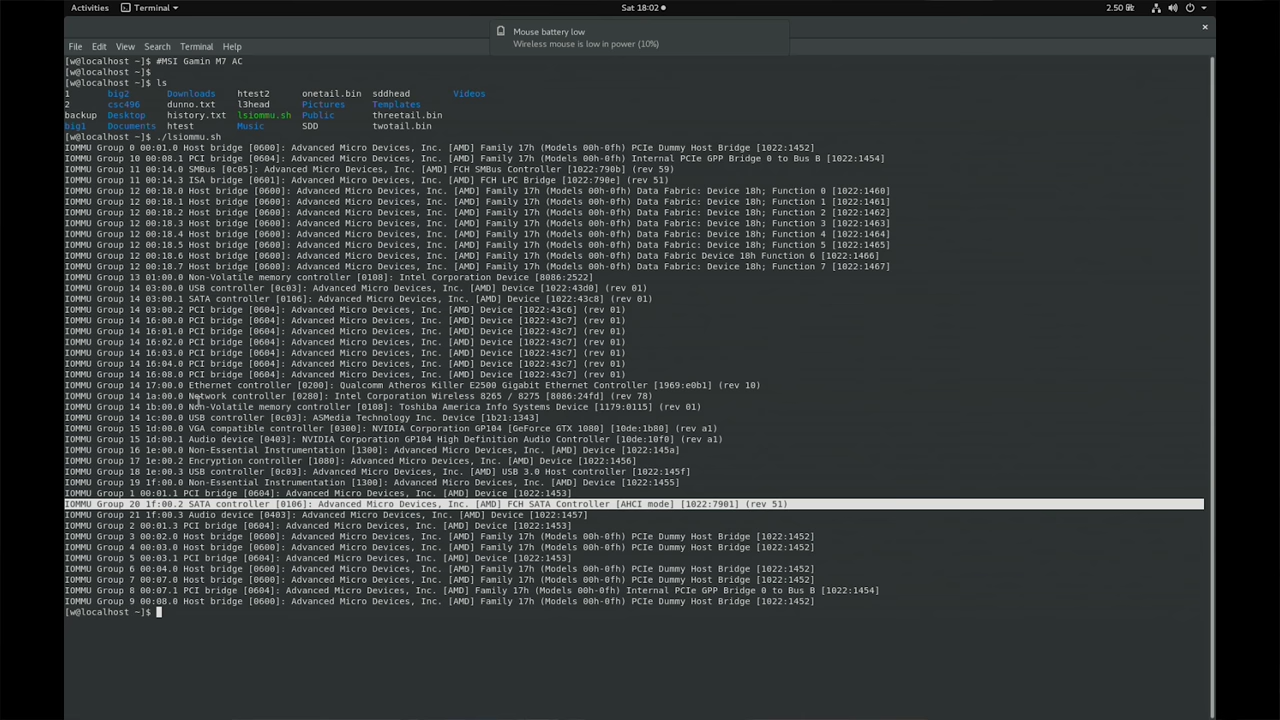 Activities Terminal Sat 18:02 2.50
Mouse battery low
Wireless mouse is low in power (10%)
File Edit View Search Terminal Help
[w@localhost ~]$ #MSI Gamin M7 AC
[w@localhost ~]$
[w@localhost ~]$ ls
1 big2 Downloads htest2 onetail.bin sddhead Videos
2 csc496 dunno.txt l3head Pictures Templates
backup Desktop history.txt lsiommu.sh Public threetail.bin
big1 Documents htest Music SDD twotail.bin
[w@localhost ~]$ ./lsiommu.sh
IOMMU Group 0 00:01.0 Host bridge [0600]: Advanced Micro Devices, Inc. [AMD] Family 17h (Models 00h-0fh) PCIe Dummy Host Bridge [1022:1452]
IOMMU Group 10 00:08.1 PCI bridge [0604]: Advanced Micro Devices, Inc. [AMD] Family 17h (Models 00h-0fh) Internal PCIe GPP Bridge 0 to Bus B [1022:1454]
IOMMU Group 11 00:14.0 SMBus [0c05]: Advanced Micro Devices, Inc. [AMD] FCH SMBus Controller [1022:790b] (rev 59)
IOMMU Group 11 00:14.3 ISA bridge [0601]: Advanced Micro Devices, Inc. [AMD] FCH LPC Bridge [1022:790e] (rev 51)
IOMMU Group 12 00:18.0 Host bridge [0600]: Advanced Micro Devices, Inc. [AMD] Family 17h (Models 00h-0fh) Data Fabric: Device 18h; Function 0 [1022:1460]
IOMMU Group 12 00:18.1 Host bridge [0600]: Advanced Micro Devices, Inc. [AMD] Family 17h (Models 00h-0fh) Data Fabric: Device 18h; Function 1 [1022:1461]
IOMMU Group 12 00:18.2 Host bridge [0600]: Advanced Micro Devices, Inc. [AMD] Family 17h (Models 00h-0fh) Data Fabric: Device 18h; Function 2 [1022:1462]
IOMMU Group 12 00:18.3 Host bridge [0600]: Advanced Micro Devices, Inc. [AMD] Family 17h (Models 00h-0fh) Data Fabric: Device 18h; Function 3 [1022:1463]
IOMMU Group 12 00:18.4 Host bridge [0600]: Advanced Micro Devices, Inc. [AMD] Family 17h (Models 00h-0fh) Data Fabric: Device 18h; Function 4 [1022:1464]
IOMMU Group 12 00:18.5 Host bridge [0600]: Advanced Micro Devices, Inc. [AMD] Family 17h (Models 00h-0fh) Data Fabric: Device 18h; Function 5 [1022:1465]
IOMMU Group 12 00:18.6 Host bridge [0600]: Advanced Micro Devices, Inc. [AMD] Family 17h (Models 00h-0fh) Data Fabric Device 18h Function 6 [1022:1466]
IOMMU Group 12 00:18.7 Host bridge [0600]: Advanced Micro Devices, Inc. [AMD] Family 17h (Models 00h-0fh) Data Fabric: Device 18h; Function 7 [1022:1467]
IOMMU Group 13 01:00.0 Non-Volatile memory controller [0108]: Intel Corporation Device [8086:2522]
IOMMU Group 14 03:00.0 USB controller [0c03]: Advanced Micro Devices, Inc. [AMD] Device [1022:43d0] (rev 01)
IOMMU Group 14 03:00.1 SATA controller [0106]: Advanced Micro Devices, Inc. [AMD] Device [1022:43c8] (rev 01)
IOMMU Group 14 03:00.2 PCI bridge [0604]: Advanced Micro Devices, Inc. [AMD] Device [1022:43c6] (rev 01)
IOMMU Group 14 16:00.0 PCI bridge [0604]: Advanced Micro Devices, Inc. [AMD] Device [1022:43c7] (rev 01)
IOMMU Group 14 16:01.0 PCI bridge [0604]: Advanced Micro Devices, Inc. [AMD] Device [1022:43c7] (rev 01)
IOMMU Group 14 16:02.0 PCI bridge [0604]: Advanced Micro Devices, Inc. [AMD] Device [1022:43c7] (rev 01)
IOMMU Group 14 16:03.0 PCI bridge [0604]: Advanced Micro Devices, Inc. [AMD] Device [1022:43c7] (rev 01)
IOMMU Group 14 16:04.0 PCI bridge [0604]: Advanced Micro Devices, Inc. [AMD] Device [1022:43c7] (rev 01)
IOMMU Group 14 16:08.0 PCI bridge [0604]: Advanced Micro Devices, Inc. [AMD] Device [1022:43c7] (rev 01)
IOMMU Group 14 17:00.0 Ethernet controller [0200]: Qualcomm Atheros Killer E2500 Gigabit Ethernet Controller [1969:e0b1] (rev 10)
IOMMU Group 14 1a:00.0 Network controller [0280]: Intel Corporation Wireless 8265 / 8275 [8086:24fd] (rev 78)
IOMMU Group 14 1b:00.0 Non-Volatile memory controller [0108]: Toshiba America Info Systems Device [1179:0115] (rev 01)
IOMMU Group 14 1c:00.0 USB controller [0c03]: ASMedia Technology Inc. Device [1b21:1343]
IOMMU Group 15 1d:00.0 VGA compatible controller [0300]: NVIDIA Corporation GP104 [GeForce GTX 1080] [10de:1b80] (rev a1)
IOMMU Group 15 1d:00.1 Audio device [0403]: NVIDIA Corporation GP104 High Definition Audio Controller [10de:10f0] (rev a1)
IOMMU Group 16 1e:00.0 Non-Essential Instrumentation [1300]: Advanced Micro Devices, Inc. [AMD] Device [1022:145a]
IOMMU Group 17 1e:00.2 Encryption controller [1080]: Advanced Micro Devices, Inc. [AMD] Device [1022:1456]
IOMMU Group 18 1e:00.3 USB controller [0c03]: Advanced Micro Devices, Inc. [AMD] USB 3.0 Host controller [1022:145f]
IOMMU Group 19 1f:00.0 Non-Essential Instrumentation [1300]: Advanced Micro Devices, Inc. [AMD] Device [1022:1455]
IOMMU Group 1 00:01.1 PCI bridge [0604]: Advanced Micro Devices, Inc. [AMD] Device [1022:1453]
IOMMU Group 20 1f:00.2 SATA controller [0106]: Advanced Micro Devices, Inc. [AMD] FCH SATA Controller [AHCI mode] [1022:7901] (rev 51)
IOMMU Group 21 1f:00.3 Audio device [0403]: Advanced Micro Devices, Inc. [AMD] Device [1022:1457]
IOMMU Group 2 00:01.3 PCI bridge [0604]: Advanced Micro Devices, Inc. [AMD] Device [1022:1453]
IOMMU Group 3 00:02.0 Host bridge [0600]: Advanced Micro Devices, Inc. [AMD] Family 17h (Models 00h-0fh) PCIe Dummy Host Bridge [1022:1452]
IOMMU Group 4 00:03.0 Host bridge [0600]: Advanced Micro Devices, Inc. [AMD] Family 17h (Models 00h-0fh) PCIe Dummy Host Bridge [1022:1452]
IOMMU Group 5 00:03.1 PCI bridge [0604]: Advanced Micro Devices, Inc. [AMD] Device [1022:1453]
IOMMU Group 6 00:04.0 Host bridge [0600]: Advanced Micro Devices, Inc. [AMD] Family 17h (Models 00h-0fh) PCIe Dummy Host Bridge [1022:1452]
IOMMU Group 7 00:07.0 Host bridge [0600]: Advanced Micro Devices, Inc. [AMD] Family 17h (Models 00h-0fh) PCIe Dummy Host Bridge [1022:1452]
IOMMU Group 8 00:07.1 PCI bridge [0604]: Advanced Micro Devices, Inc. [AMD] Family 17h (Models 00h-0fh) Internal PCIe GPP Bridge 0 to Bus B [1022:1454]
IOMMU Group 9 00:08.0 Host bridge [0600]: Advanced Micro Devices, Inc. [AMD] Family 17h (Models 00h-0fh) PCIe Dummy Host Bridge [1022:1452]
[w@localhost ~]$